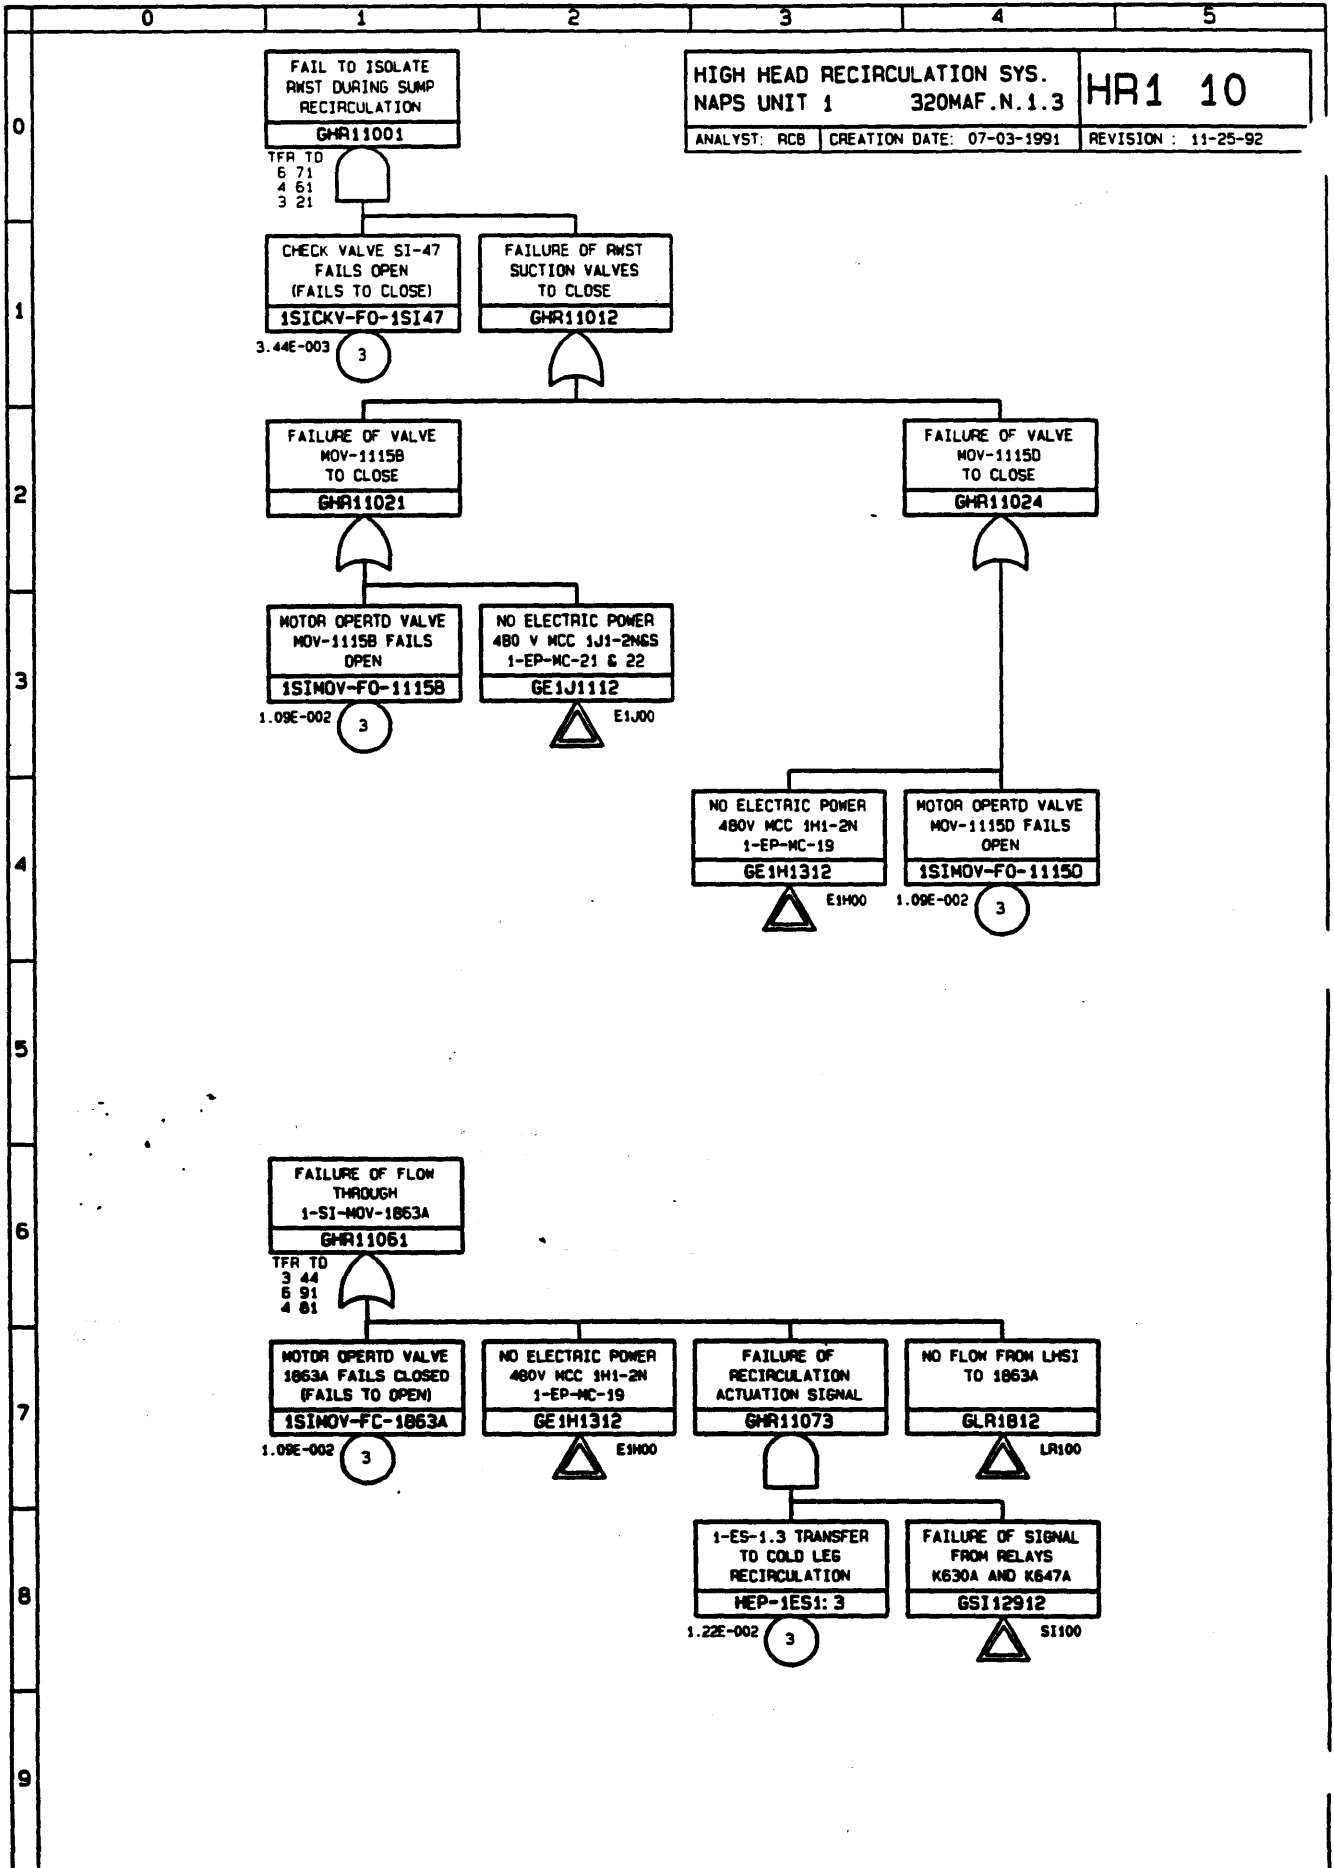 0 1 2 3 4 5
FAIL TO ISOLATE
RWST DURING SUMP
RECIRCULATION
GHR11001
TFR TO
6 71
4 61
3 21
HIGH HEAD RECIRCULATION SYS.
NAPS UNIT 1 320MAF.N.1.3
HR1 10
ANALYST: RCB CREATION DATE: 07-03-1991 REVISION : 11-25-92
0
CHECK VALVE SI-47
FAILS OPEN
(FAILS TO CLOSE)
1SICKV-FO-1SI47
3.44E-003
3
FAILURE OF RWST
SUCTION VALVES
TO CLOSE
GHR11012
1
FAILURE OF VALVE
MOV-1115B
TO CLOSE
GHR11021
FAILURE OF VALVE
MOV-1115D
TO CLOSE
GHR11024
2
MOTOR OPERTD VALVE
MOV-1115B FAILS
OPEN
1SIMOV-FO-1115B
1.09E-002
3
NO ELECTRIC POWER
480 V MCC 1J1-2N&S
1-EP-MC-21 & 22
GE1J1112
E1J00
3
NO ELECTRIC POWER
480V MCC 1H1-2N
1-EP-MC-19
GE1H1312
E1H00
MOTOR OPERTD VALVE
MOV-1115D FAILS
OPEN
1SIMOV-FO-1115D
1.09E-002
3
4
5
FAILURE OF FLOW
THROUGH
1-SI-MOV-1863A
GHR11061
TFR TO
3 44
6 91
4 81
6
MOTOR OPERTD VALVE
1863A FAILS CLOSED
(FAILS TO OPEN)
1SIMOV-FC-1863A
1.09E-002
3
NO ELECTRIC POWER
480V MCC 1H1-2N
1-EP-MC-19
GE1H1312
E1H00
FAILURE OF
RECIRCULATION
ACTUATION SIGNAL
GHR11073
NO FLOW FROM LHSI
TO 1863A
GLR1812
LR100
7
1-ES-1.3 TRANSFER
TO COLD LEG
RECIRCULATION
HEP-1ES1:3
1.22E-002
3
FAILURE OF SIGNAL
FROM RELAYS
K630A AND K647A
GSI12912
SI100
8
9